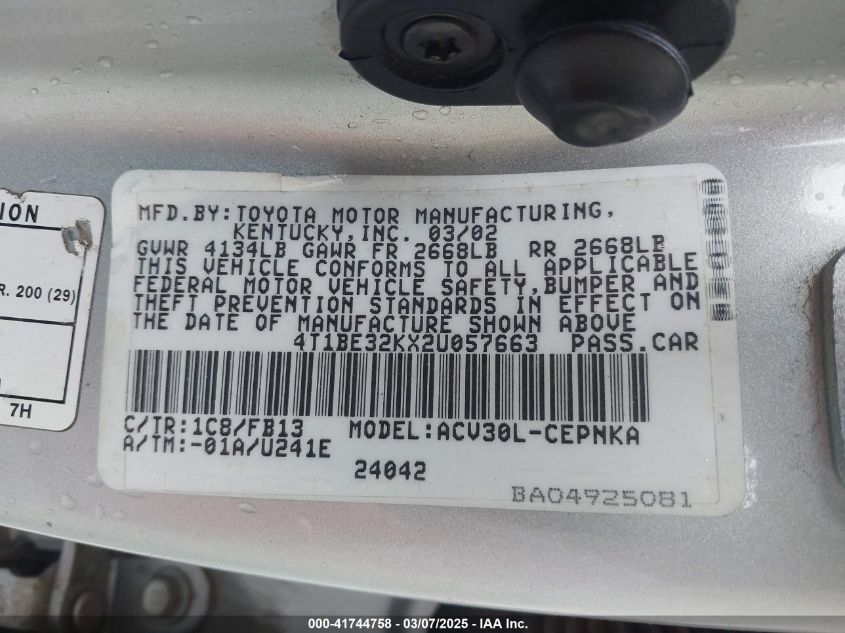 ION
R. 200 (29)
7H
MFD.BY:TOYOTA MOTOR MANUFACTURING,
KENTUCKY,INC. 03/02
GVWR 4134LB GAWR FR 2668LB RR 2668LB
THIS VEHICLE CONFORMS TO ALL APPLICABLE
FEDERAL MOTOR VEHICLE SAFETY,BUMPER AND
THEFT PREVENTION STANDARDS IN EFFECT ON
THE DATE OF MANUFACTURE SHOWN ABOVE
4T1BE32KX2U057663 PASS.CAR
C/TR:1C8/FB13 MODEL:ACV30L-CEPNKA
A/TM:-01A/U241E
24042
BA04925081
000-41744758 — 03/07/2025 - IAA Inc.